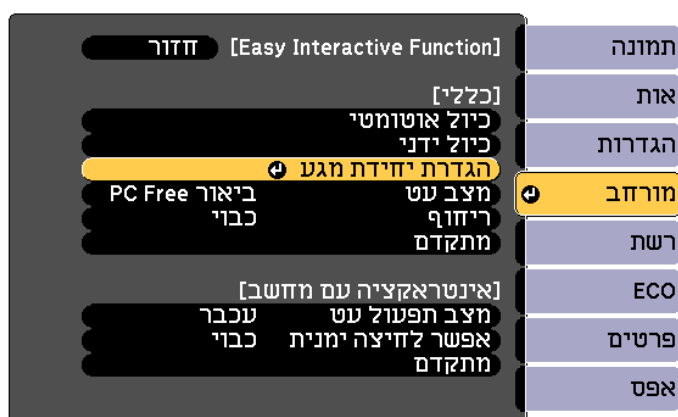 תמונה
אות
הגדרות
מורחב
רשת
ECO
פרטים
אפס
[Easy Interactive Function] חזור
[כללי]
כיול אוטומטי
כיול ידני
הגדרת יחידת מגע
מצב עט ביאור PC Free
ריחוף כבוי
מתקדם
[אינטראקציה עם מחשב]
מצב תפעול עט עכבר
אפשר לחיצה ימנית כבוי
מתקדם